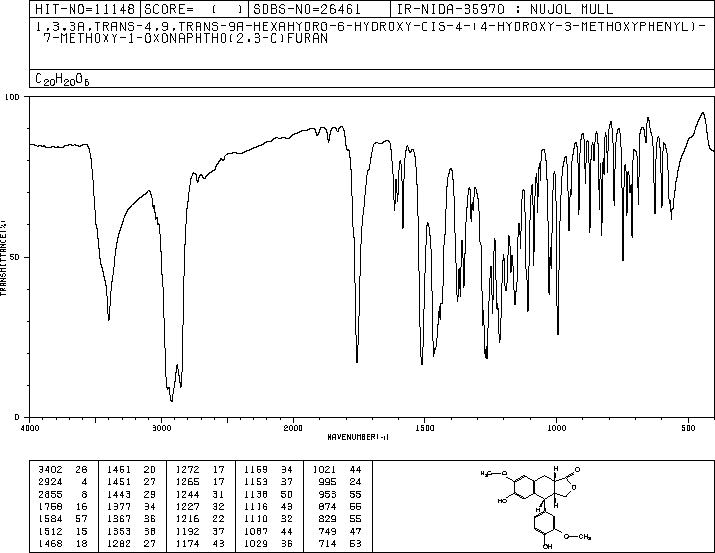 HIT-NO=11148 SCORE= ( ) SDBS-NO=26461 IR-NIDA-35970 : NUJOL MULL
1,3,3A,TRANS-4,9,TRANS-9A-HEXAHYDRO-6-HYDROXY-CIS-4-(4-HYDROXY-3-METHOXYPHENYL)-
7-METHOXY-1-OXONAPHTHO(2,3-C)FURAN
C20H20O6
100
50
0
TRANSMITTANCE(%)
4000 3000 2000 1500 1000 500
WAVENUMBER(-1)
3402 28 1461 20 1272 17 1169 34 1021 44
2924 4 1451 27 1265 17 1153 37 995 24
2855 8 1443 29 1244 31 1138 50 953 55
1758 16 1377 34 1227 32 1116 49 874 55
1584 57 1367 36 1216 22 1110 32 829 55
1512 15 1353 38 1192 37 1087 44 749 47
1468 18 1282 27 1174 43 1029 36 714 53
H3C O H O
HO H O
H
O CH3
OH